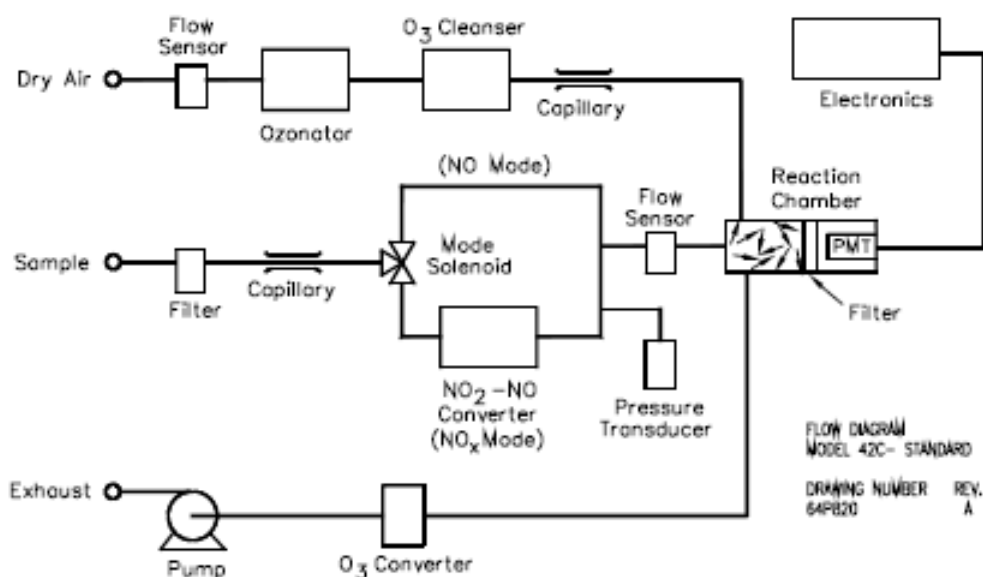 Flow
Sensor
O3 Cleanser
Dry Air
Ozonator
Capillary
Electronics
(NO Mode)
Reaction
Chamber
Flow
Sensor
PMT
Mode
Solenoid
Sample
Filter
Capillary
Filter
NO2-NO
Converter
(NOx Mode)
Pressure
Transducer
FLOW DIAGRAM
MODEL 42C- STANDARD
DRAWING NUMBER REV.
64P820 A
Exhaust
Pump
O3 Converter